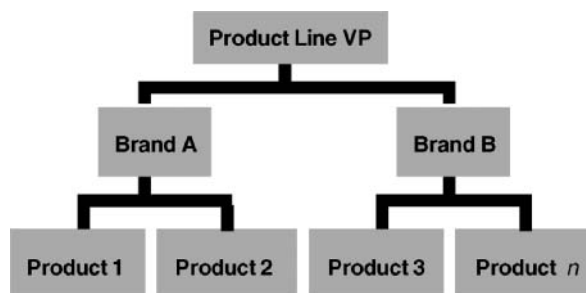 Product Line VP
Brand A
Brand B
Product 1
Product 2
Product 3
Product n